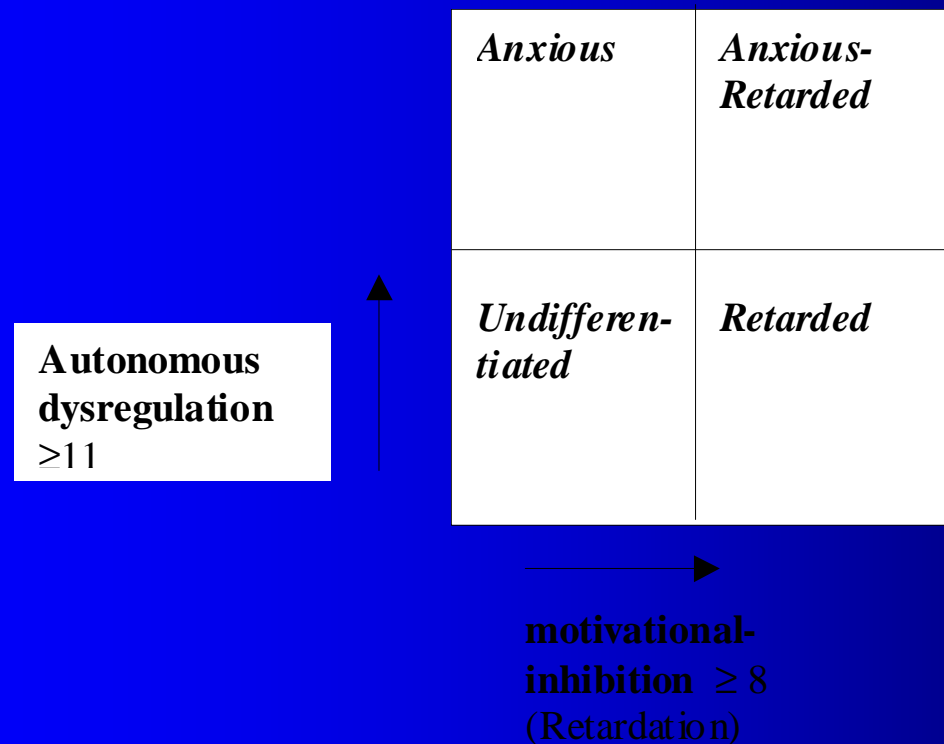 Anxious
Anxious-
Retarded
Undifferen-
tiated
Retarded
Autonomous
dysregulation
≥11
motivational-
inhibition ≥ 8
(Retardation)